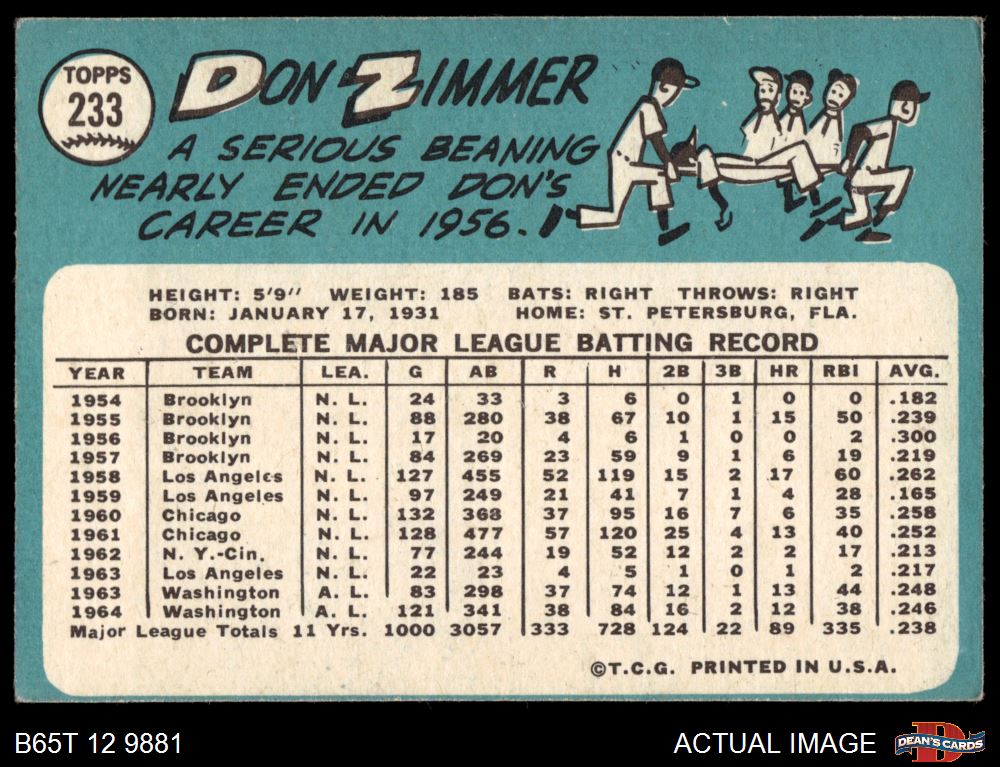 TOPPS
233
DON ZIMMER
A SERIOUS BEANING
NEARLY ENDED DON'S
CAREER IN 1956.
HEIGHT: 5'9" WEIGHT: 185 BATS: RIGHT THROWS: RIGHT
BORN: JANUARY 17, 1931 HOME: ST. PETERSBURG, FLA.
COMPLETE MAJOR LEAGUE BATTING RECORD
YEAR TEAM LEA. G AB R H 2B 3B HR RBI AVG.
1954 Brooklyn N. L. 24 33 3 6 0 1 0 0 .182
1955 Brooklyn N. L. 88 280 38 67 10 1 15 50 .239
1956 Brooklyn N. L. 17 20 4 6 1 0 0 2 .300
1957 Brooklyn N. L. 84 269 23 59 9 1 6 19 .219
1958 Los Angeles N. L. 127 455 52 119 15 2 17 60 .262
1959 Los Angeles N. L. 97 249 21 41 7 1 4 28 .165
1960 Chicago N. L. 132 368 37 95 16 7 6 35 .258
1961 Chicago N. L. 128 477 57 120 25 4 13 40 .252
1962 N. Y.-Cin. N. L. 77 244 19 52 12 2 2 17 .213
1963 Los Angeles N. L. 22 23 4 5 1 0 1 2 .217
1963 Washington A. L. 83 298 37 74 12 1 13 44 .248
1964 Washington A. L. 121 341 38 84 16 2 12 38 .246
Major League Totals 11 Yrs. 1000 3057 333 728 124 22 89 335 .238
©T.C.G. PRINTED IN U.S.A.
B65T 12 9881
ACTUAL IMAGE
D
DEAN'S CARDS